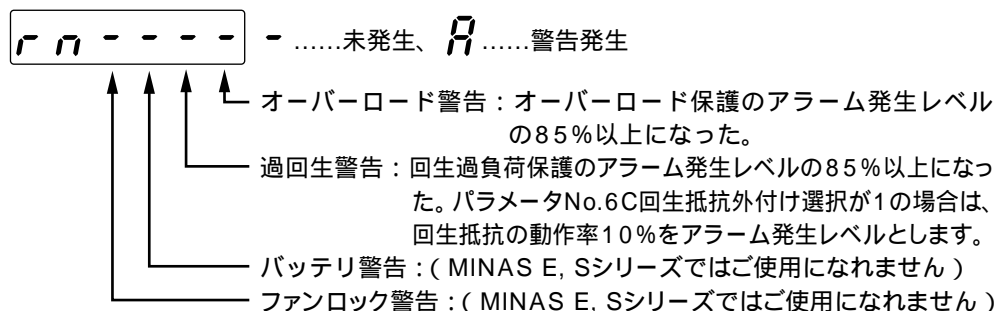 rn - - - - - ……未発生、 A ……警告発生
オーバーロード警告：オーバーロード保護のアラーム発生レベル
の85%以上になった。
過回生警告：回生過負荷保護のアラーム発生レベルの85%以上になっ
た。パラメータNo.6C回生抵抗外付け選択が1の場合は、
回生抵抗の動作率10%をアラーム発生レベルとします。
バッテリ警告：( MINAS E, Sシリーズではご使用になれません )
ファンロック警告：( MINAS E, Sシリーズではご使用になれません )